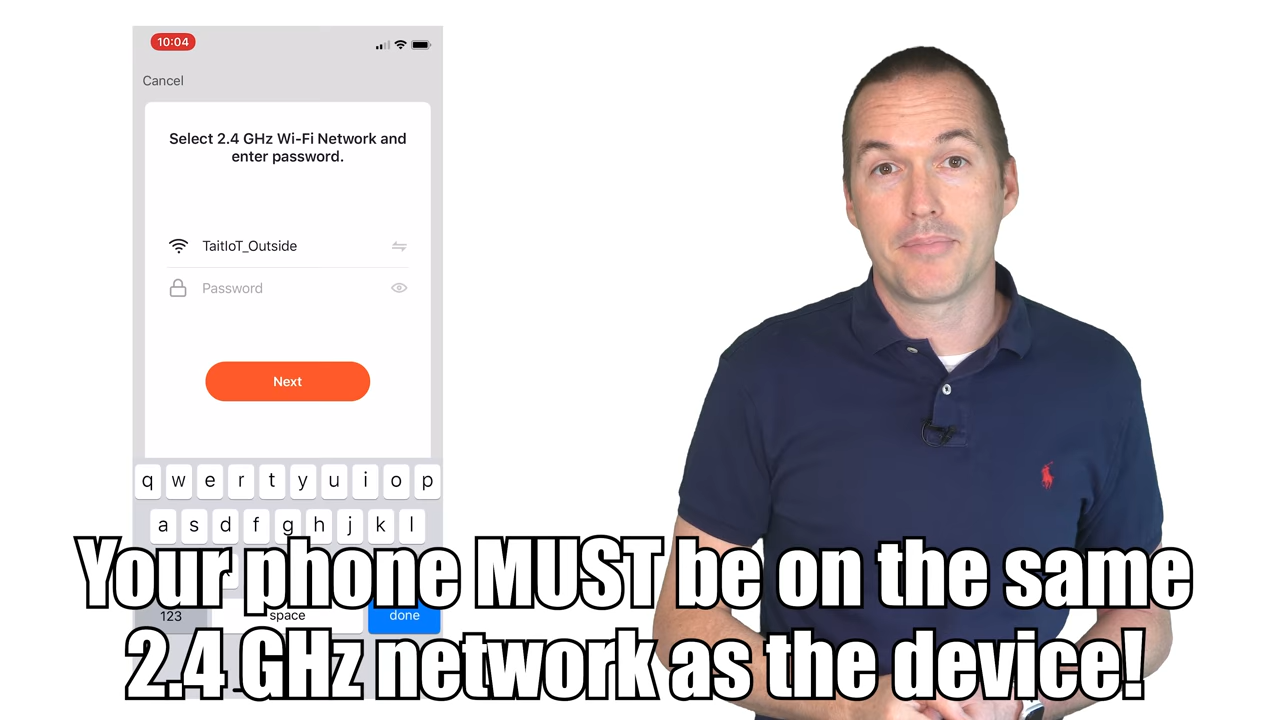 10:04
Cancel
Select 2.4 GHz Wi-Fi Network and
enter password.
TaitIoT_Outside
Password
Next
q w e r t y u i o p
a s d f g h j k l
Your phone MUST be on the same
123 space done
2.4 GHz network as the device!